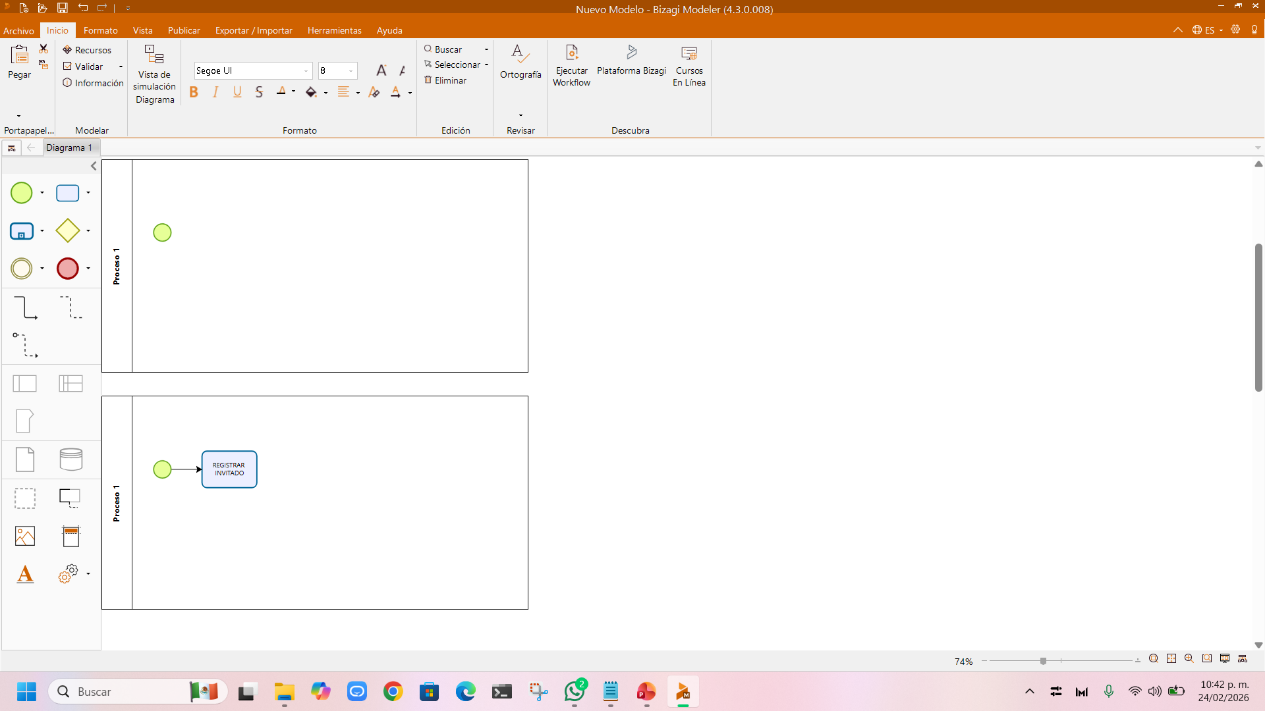 Nuevo Modelo - Bizagi Modeler (4.3.0.008)
Archivo Inicio Formato Vista Publicar Exportar / Importar Herramientas Ayuda
ES
Pegar
Portapapel...
Recursos
Validar
Información
Modelar
Vista de
simulación
Diagrama
Segoe UI 8
A A
B I U S A A A
Formato
Buscar
Seleccionar
Eliminar
Edición
A
Ortografía
Revisar
Ejecutar
Workflow
Plataforma Bizagi
Cursos
En Línea
Descubra
Diagrama 1
Proceso 1
Proceso 1
REGISTRAR
INVITADO
A
74%
Buscar
2
10:42 p. m.
24/02/2026